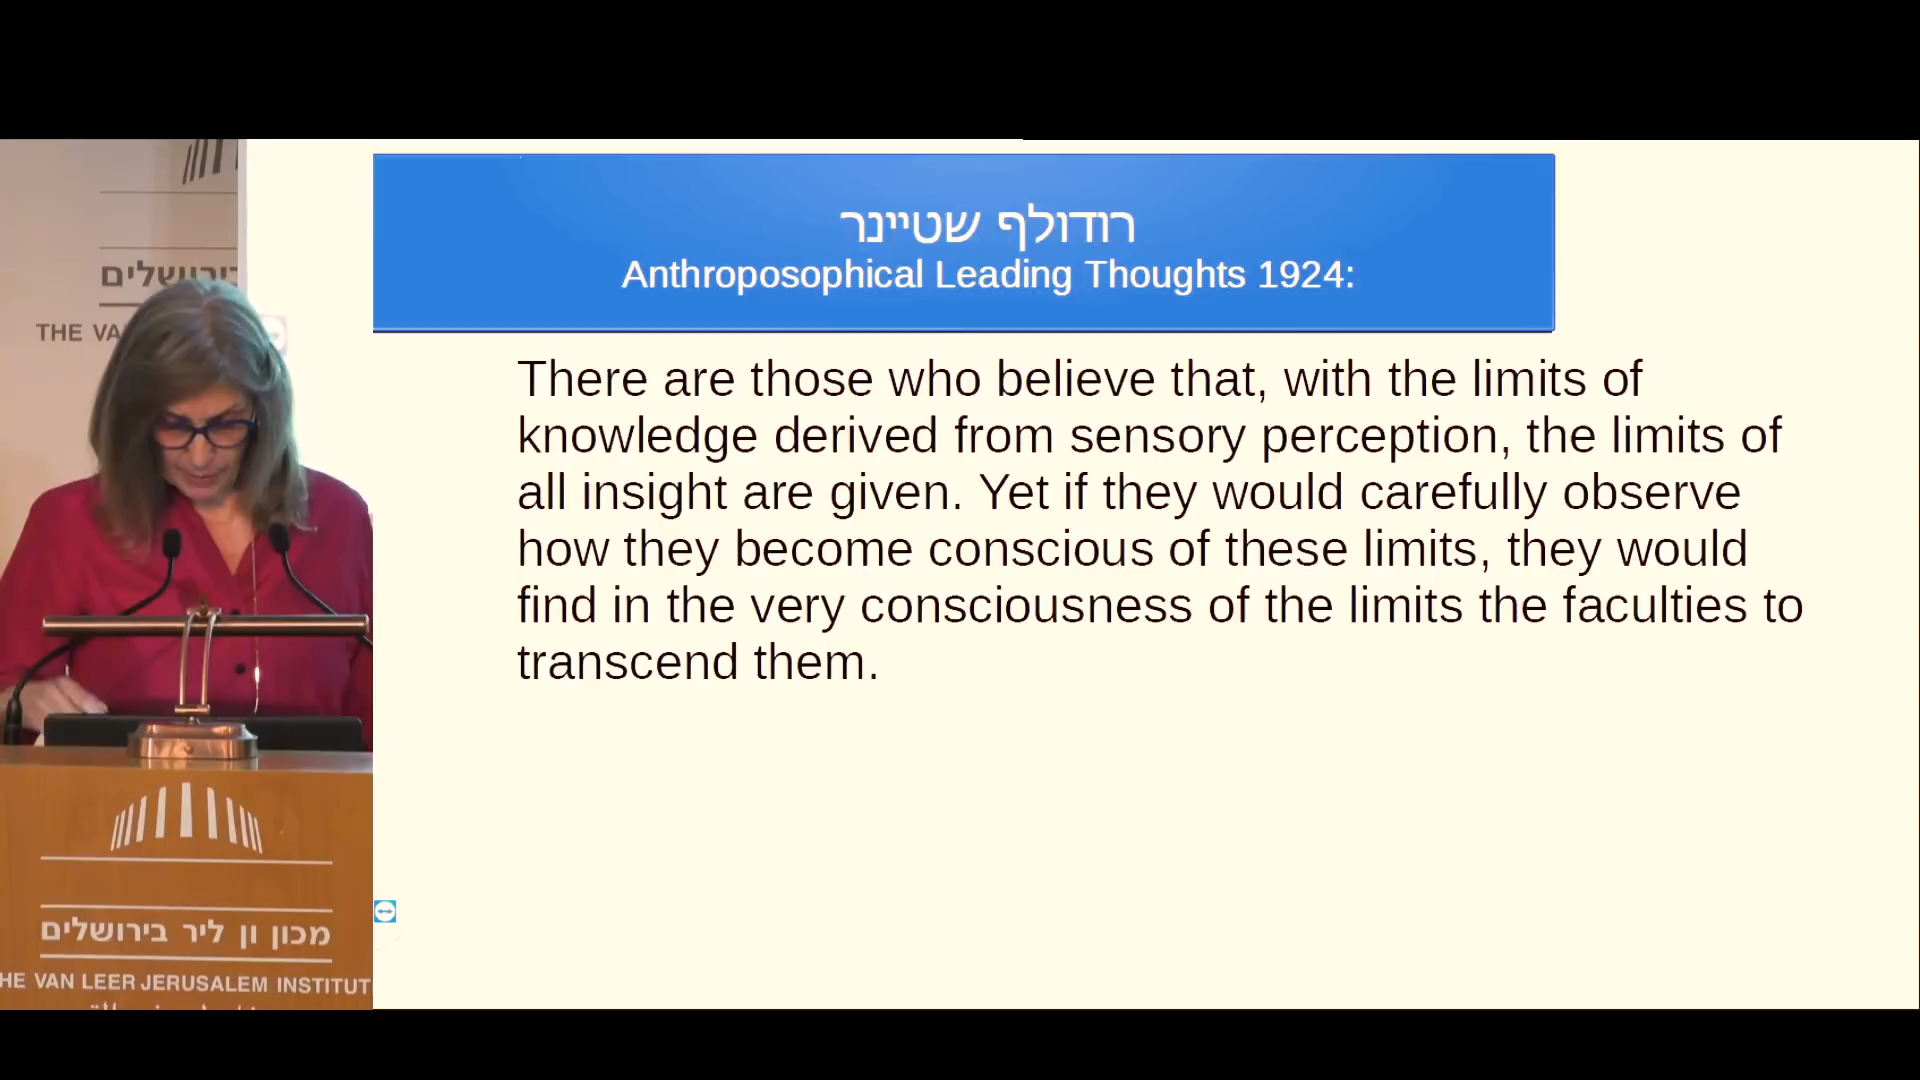 רודולף שטיינר
Anthroposophical Leading Thoughts 1924:
There are those who believe that, with the limits of
knowledge derived from sensory perception, the limits of
all insight are given. Yet if they would carefully observe
how they become conscious of these limits, they would
find in the very consciousness of the limits the faculties to
transcend them.
THE
מכון ון ליר בירושלים
HE VAN LEER JERUSALEM INSTITUT